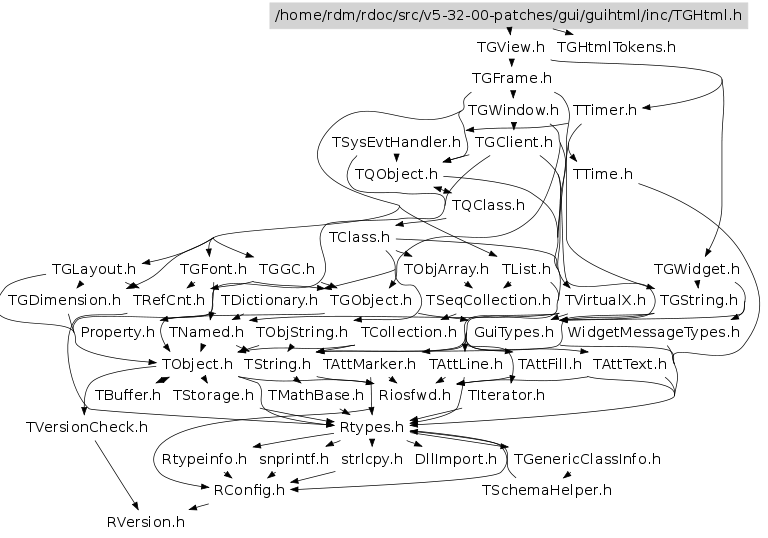 /home/rdm/rdoc/src/v5-32-00-patches/gui/guihtml/inc/TGHtml.h
TGView.h TGHtmlTokens.h
TGFrame.h
TGWindow.h TTimer.h
TSysEvtHandler.h TGClient.h
TQObject.h TTime.h
TQClass.h
TClass.h
TGLayout.h TGFont.h TGGC.h TObjArray.h TList.h TGWidget.h
TGDimension.h TRefCnt.h TDictionary.h TGObject.h TSeqCollection.h TVirtualX.h TGString.h
Property.h TNamed.h TObjString.h TCollection.h GuiTypes.h WidgetMessageTypes.h
TObject.h TString.h TAttMarker.h TAttLine.h TAttFill.h TAttText.h
TBuffer.h TStorage.h TMathBase.h Riosfwd.h TIterator.h
TVersionCheck.h Rtypes.h
Rtypeinfo.h snprintf.h strlcpy.h DllImport.h TGenericClassInfo.h
RConfig.h TSchemaHelper.h
RVersion.h